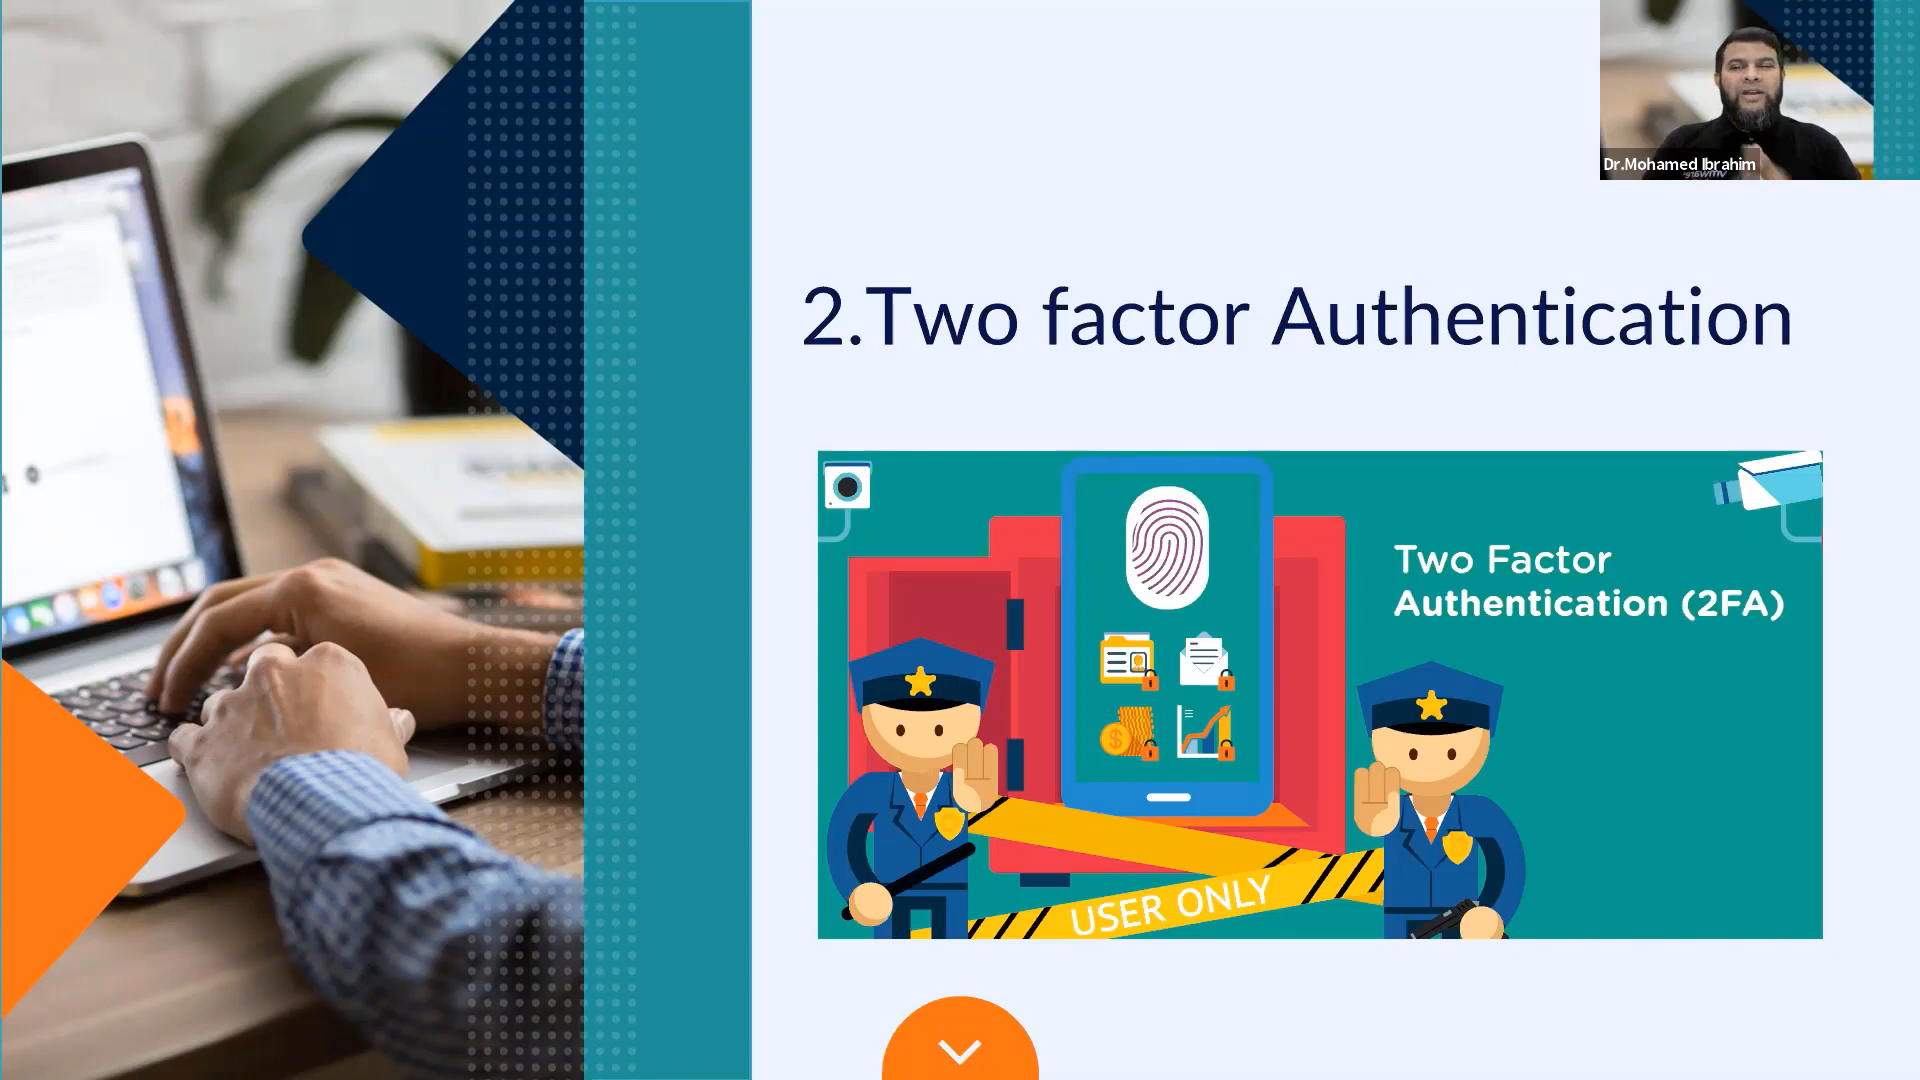 Dr.Mohamed Ibrahim
2.Two factor Authentication
Two Factor
Authentication (2FA)
USER ONLY